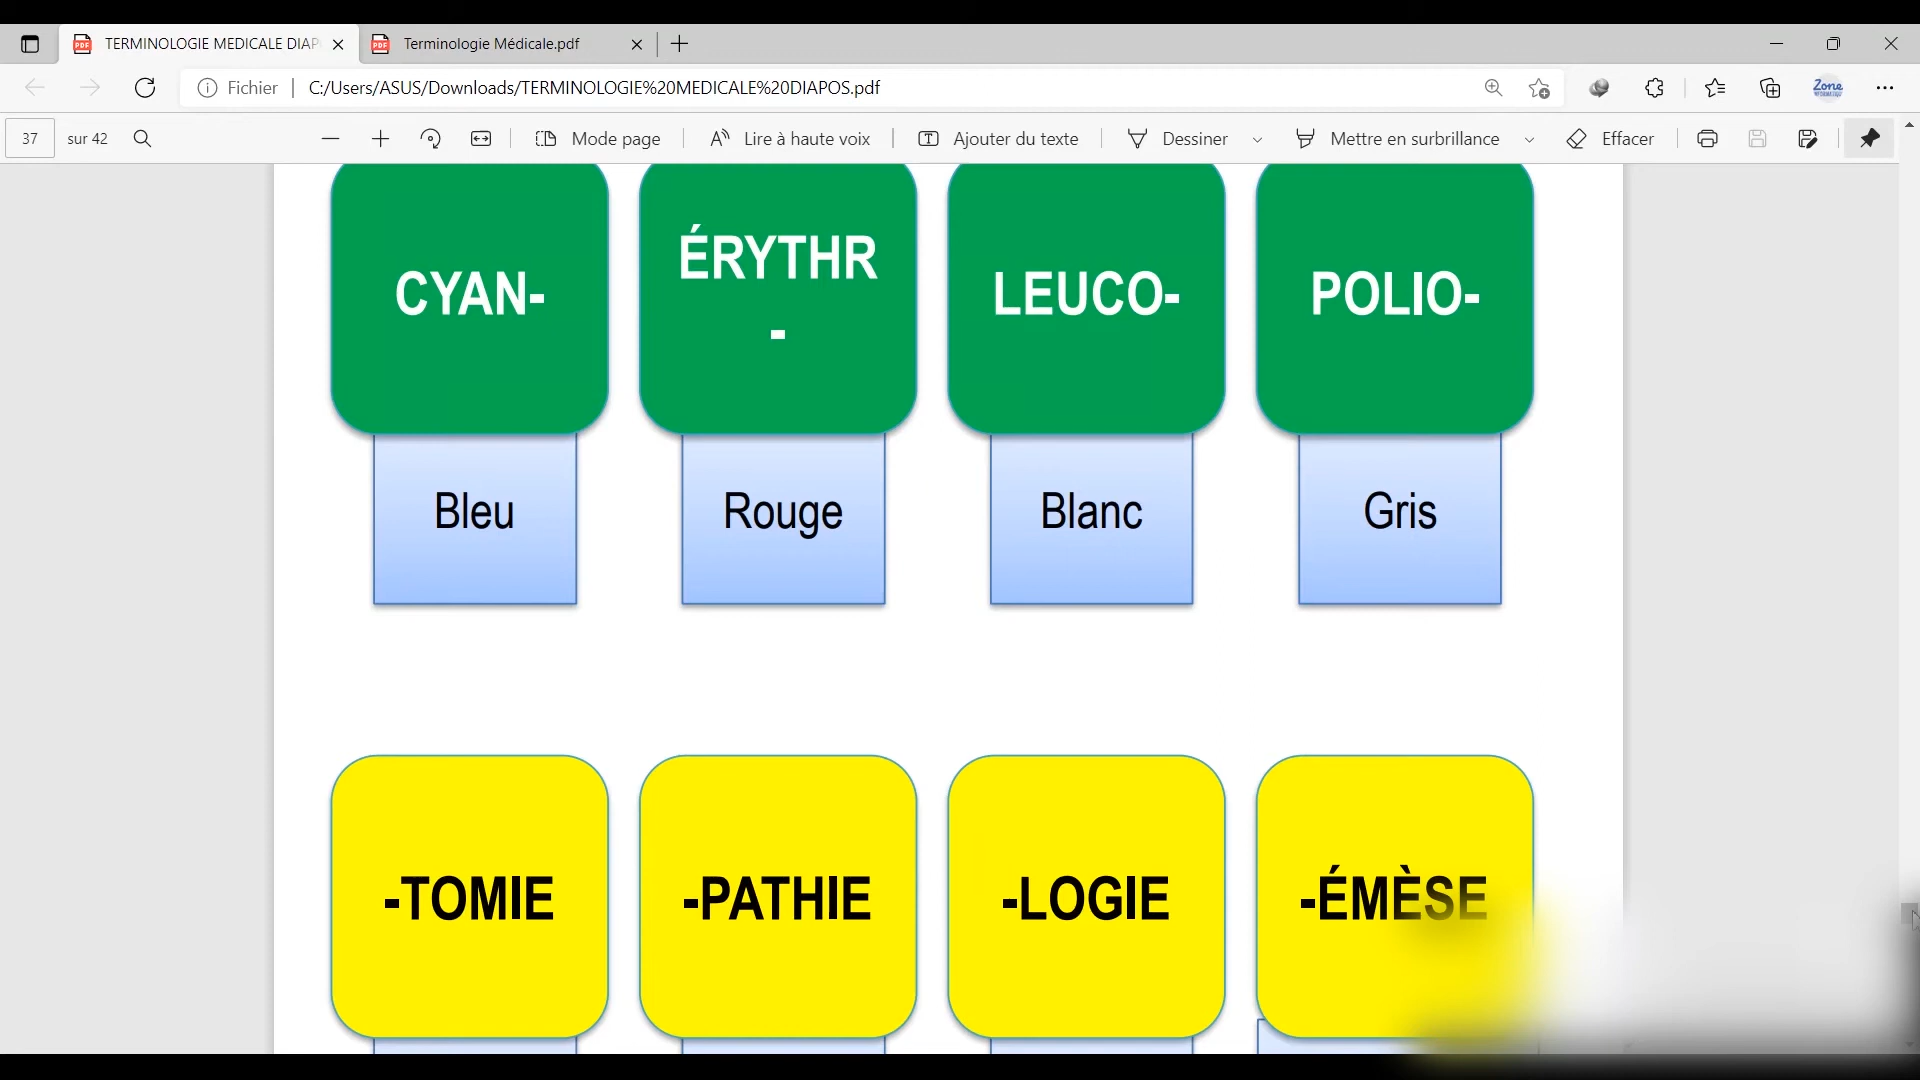 TERMINOLOGIE MEDICALE DIAP
Terminologie Médicale.pdf
Fichier
C:/Users/ASUS/Downloads/TERMINOLOGIE%20MEDICALE%20DIAPOS.pdf
Zone
37 sur 42
Mode page
Lire à haute voix
Ajouter du texte
Dessiner
Mettre en surbrillance
Effacer
CYAN-
ÉRYTHR
-
LEUCO-
POLIO-
Bleu
Rouge
Blanc
Gris
-TOMIE
-PATHIE
-LOGIE
-ÉMÈSE